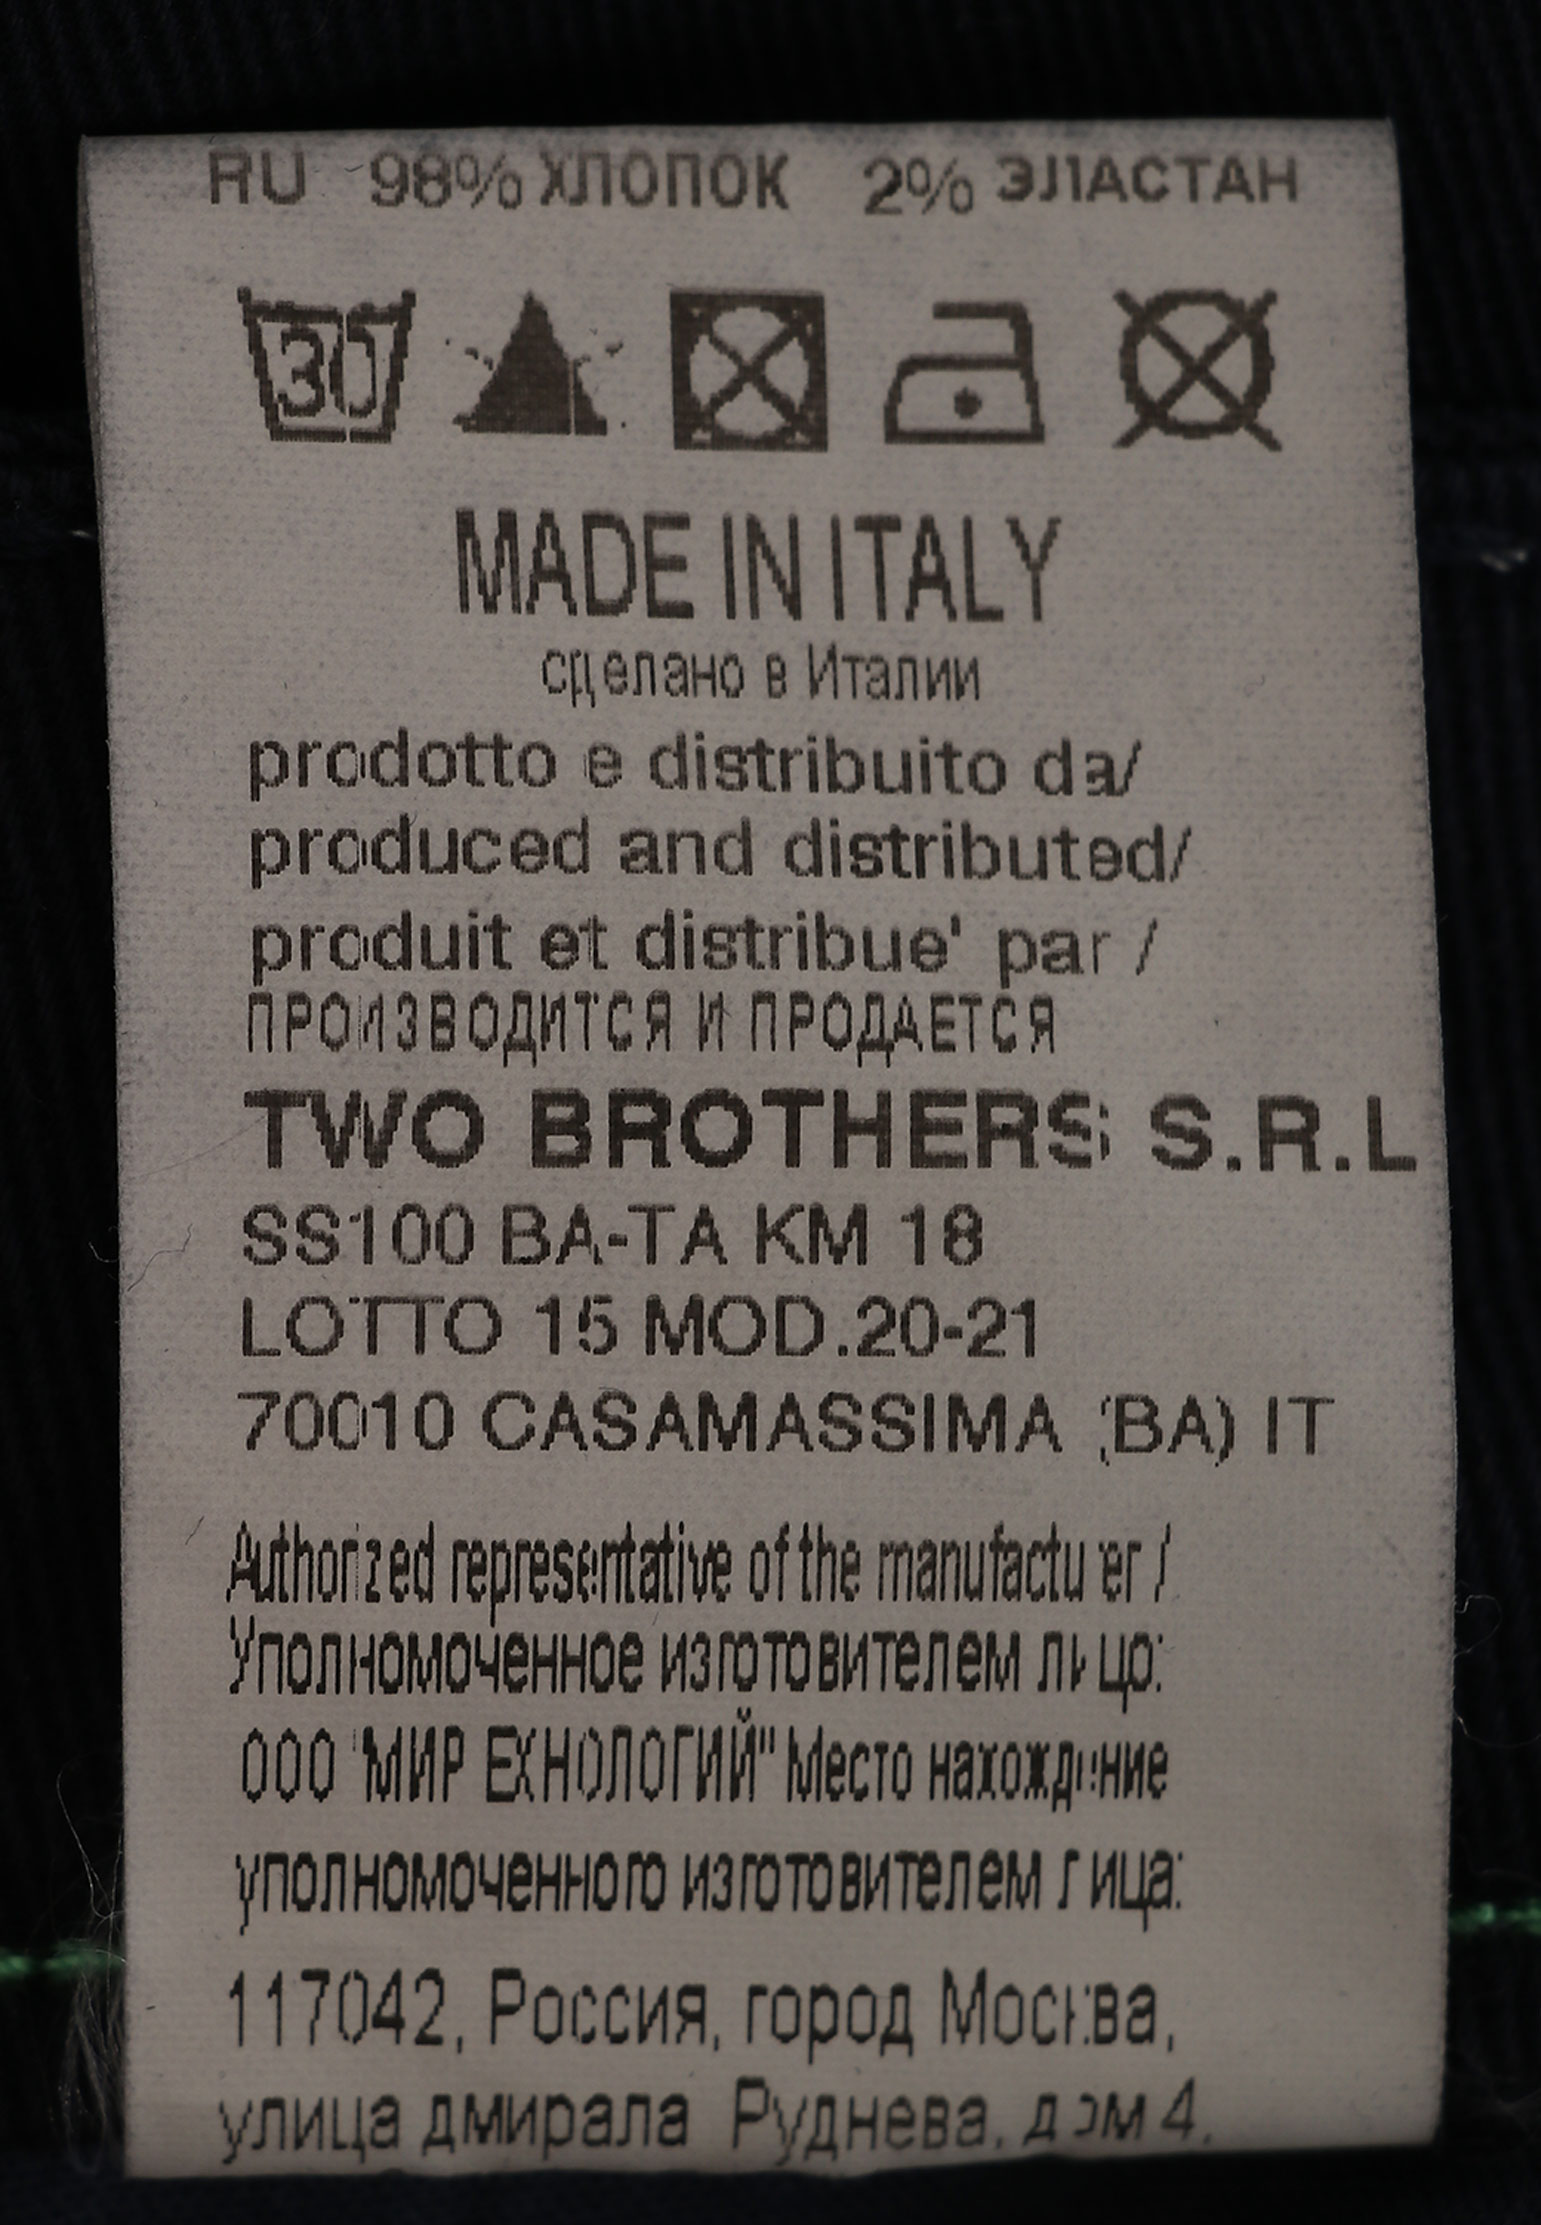 RU 98% ХЛОПОК 2% ЭЛАСТАН
30
MADE IN ITALY
сделано в Италии
prodotto e distribuito da/
produced and distributed/
produit et distribue' par /
ПРОИЗВОДИТСЯ И ПРОДАЕТСЯ
TWO BROTHERS S.R.L
SS100 BA-TA KM 18
LOTTO 15 MOD.20-21
70010 CASAMASSIMA (BA) IT
Authorized representative of the manufacturer /
Уполномоченное изготовителем лицо:
ООО "МИР ЕХНОЛОГИЙ" Место нахождение
уполномоченного изготовителем лица:
117042, Россия, город Москва,
улица дмирала Руднева, дом 4,